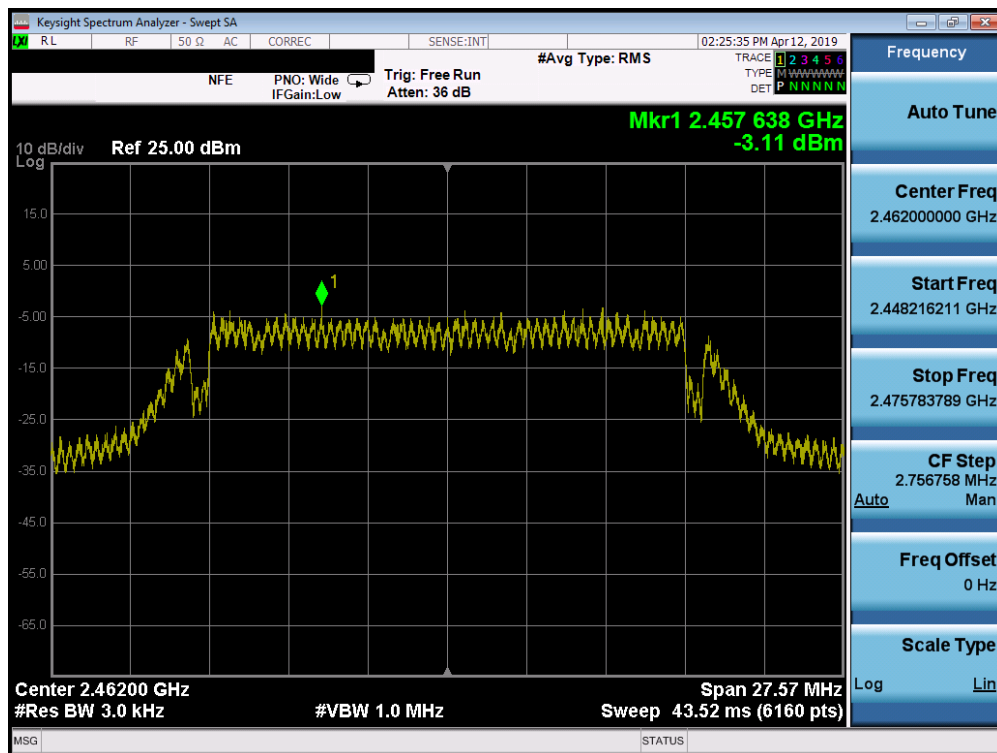 Keysight Spectrum Analyzer - Swept SA
LXI RL RF 50 Ω AC CORREC SENSE:INT 02:25:35 PM Apr 12, 2019
NFE PNO: Wide Trig: Free Run #Avg Type: RMS TRACE 1 2 3 4 5 6
IFGain:Low Atten: 36 dB TYPE M WWWWW
DET P N N N N N
Mkr1 2.457 638 GHz
-3.11 dBm
10 dB/div Ref 25.00 dBm
Log
15.0
5.00
1
-5.00
-15.0
-25.0
-35.0
-45.0
-55.0
-65.0
Center 2.46200 GHz Span 27.57 MHz
#Res BW 3.0 kHz #VBW 1.0 MHz Sweep 43.52 ms (6160 pts)
MSG STATUS
Frequency
Auto Tune
Center Freq
2.462000000 GHz
Start Freq
2.448216211 GHz
Stop Freq
2.475783789 GHz
CF Step
2.756758 MHz
Auto Man
Freq Offset
0 Hz
Scale Type
Log Lin